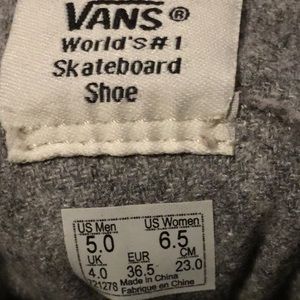 VANS®
World's#1
Skateboard
Shoe
US Men US Women
5.0 6.5
UK EUR CM
4.0 36.5 23.0
Made in China
Fabrique en Chine